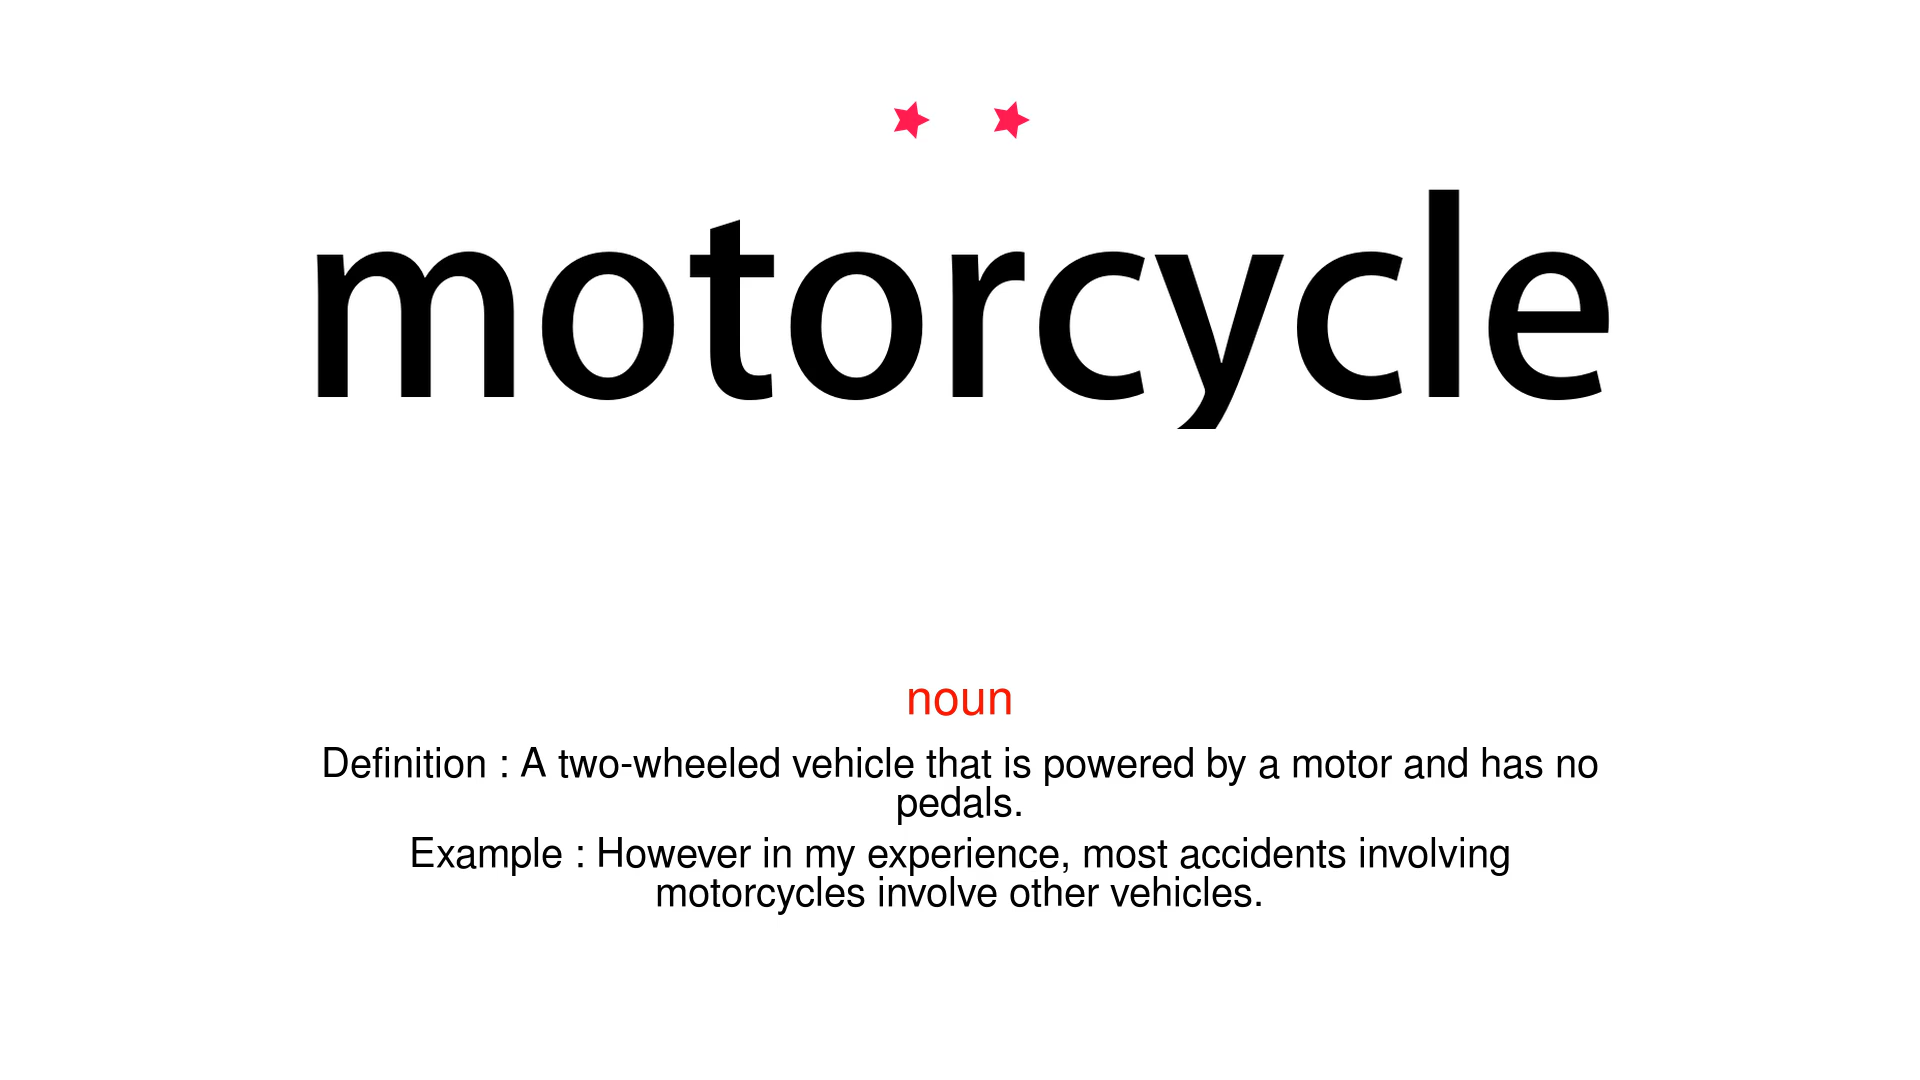 motorcycle
noun
Definition : A two-wheeled vehicle that is powered by a motor and has no
pedals.
Example : However in my experience, most accidents involving
motorcycles involve other vehicles.